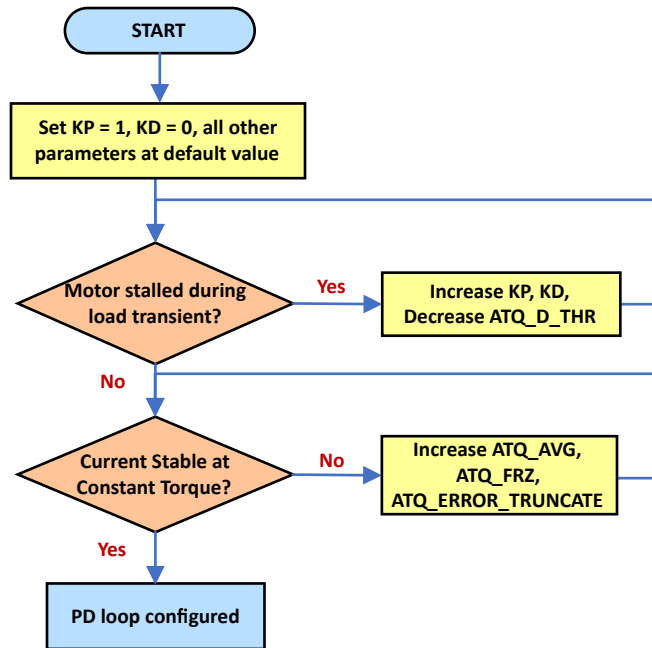 START
Set KP = 1, KD = 0, all other
parameters at default value
Motor stalled during
load transient?
Yes
Increase KP, KD,
Decrease ATQ_D_THR
No
Current Stable at
Constant Torque?
No
Increase ATQ_AVG,
ATQ_FRZ,
ATQ_ERROR_TRUNCATE
Yes
PD loop configured